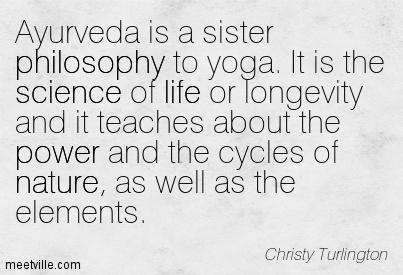 Ayurveda is a sister
philosophy to yoga. It is the
science of life or longevity
and it teaches about the
power and the cycles of
nature, as well as the
elements.
Christy Turlington
meetville.com